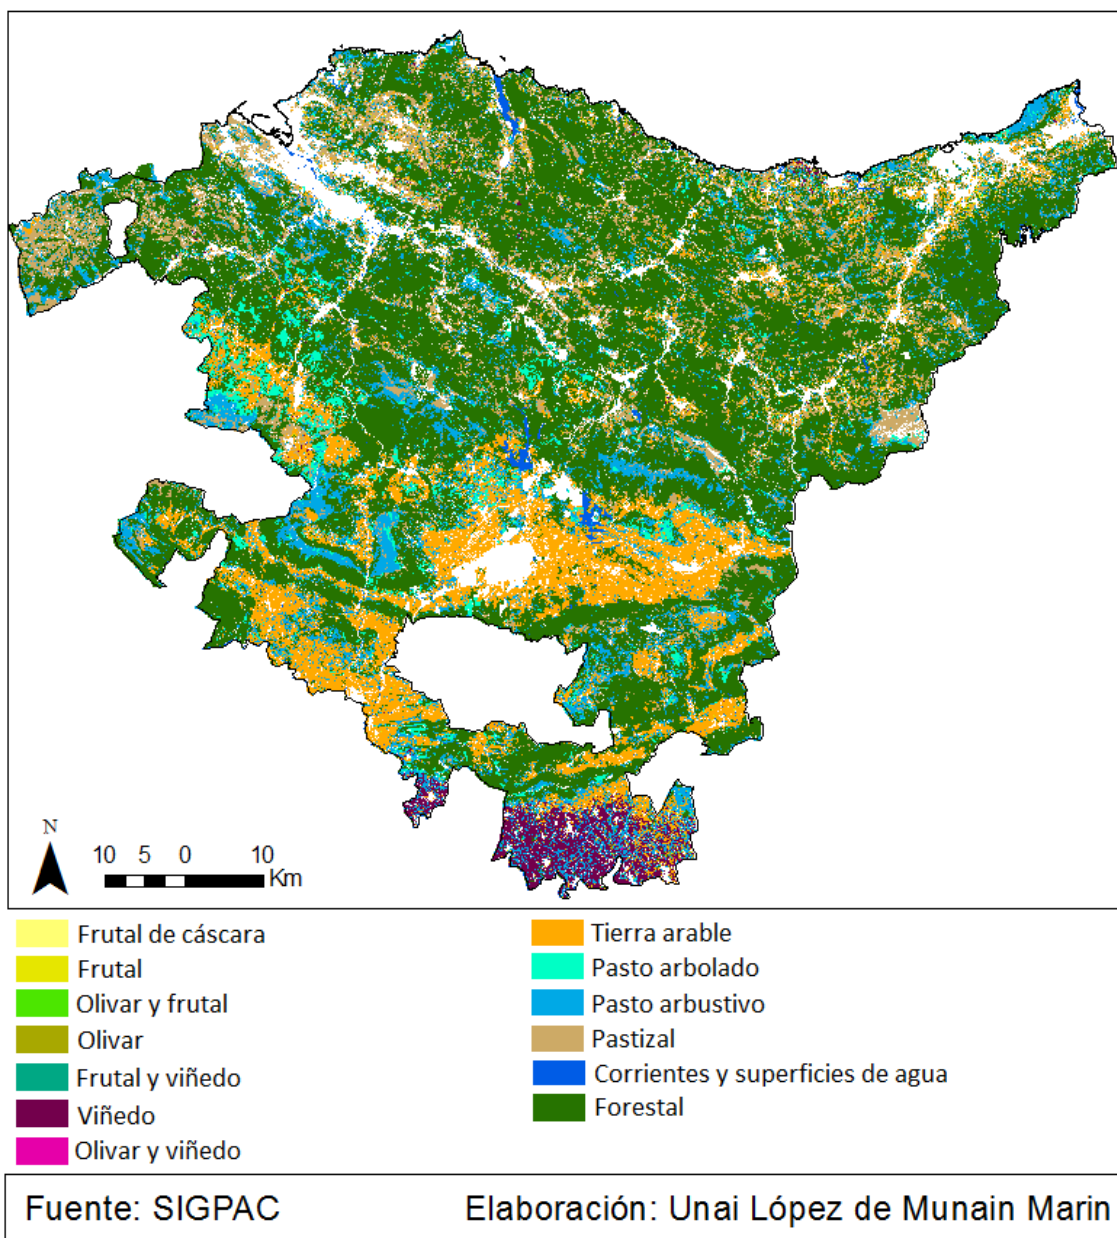 N
10 5 0 10
Km
Frutal de cáscara
Frutal
Olivar y frutal
Olivar
Frutal y viñedo
Viñedo
Olivar y viñedo
Tierra arable
Pasto arbolado
Pasto arbustivo
Pastizal
Corrientes y superficies de agua
Forestal
Fuente: SIGPAC
Elaboración: Unai López de Munain Marin